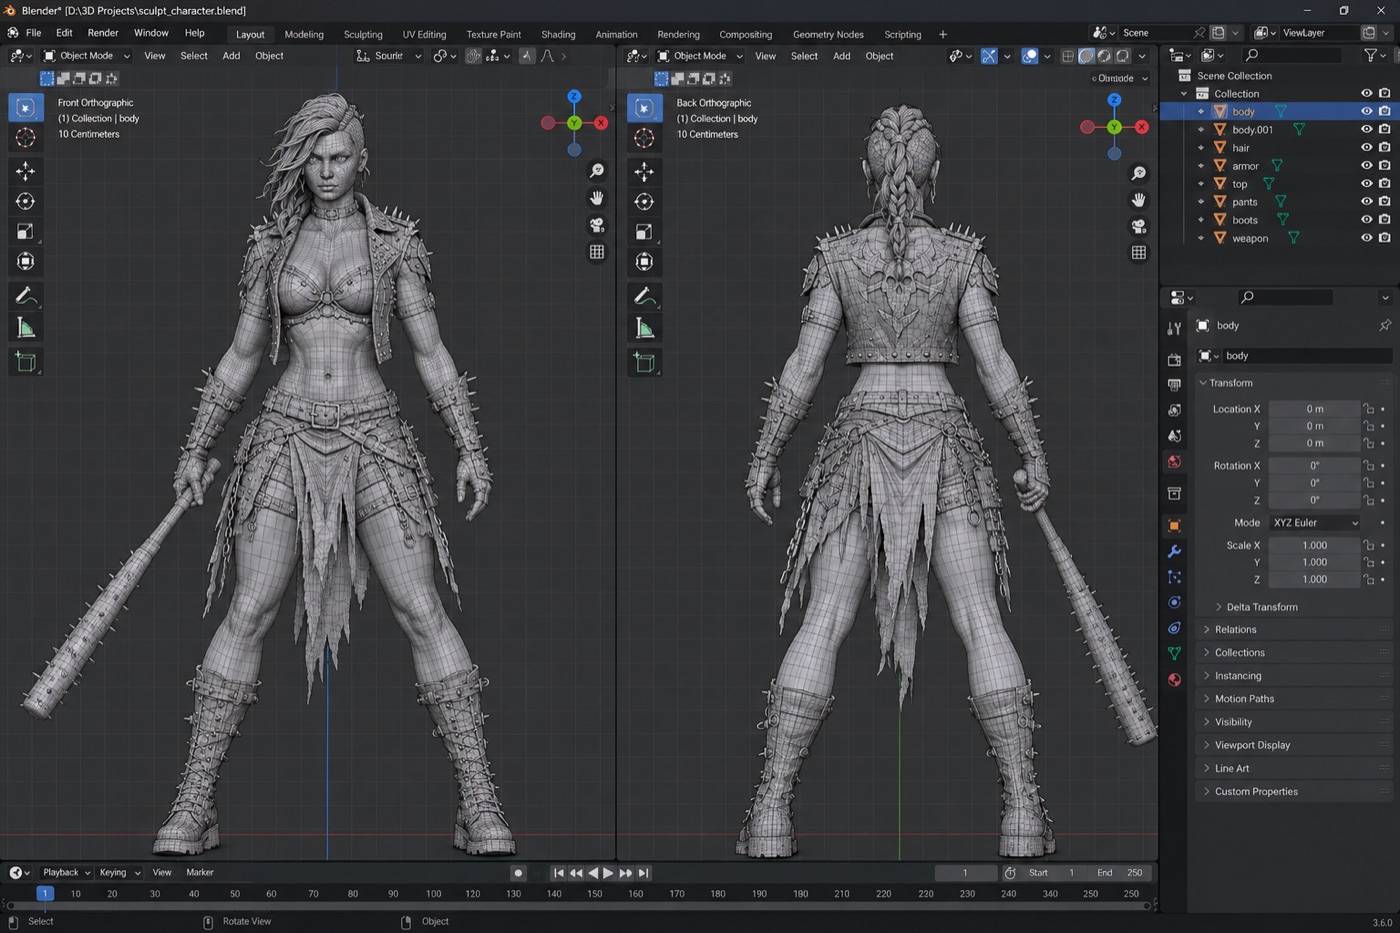 Blender* [D:\3D Projects\sculpt_character.blend]
File Edit Render Window Help Layout Modeling Sculpting UV Editing Texture Paint Shading Animation Rendering Compositing Geometry Nodes Scripting + Scene ViewLayer
Object Mode View Select Add Object Sourir
Object Mode View Select Add Object
Obmude
Front Orthographic
(1) Collection | body
10 Centimeters
Z
X
Y
Back Orthographic
(1) Collection | body
10 Centimeters
Z
X
Y
Scene Collection
Collection
body
body.001
hair
armor
top
pants
boots
weapon
body
body
Transform
Location X 0 m
Y 0 m
Z 0 m
Rotation X 0°
Y 0°
Z 0°
Mode XYZ Euler
Scale X 1.000
Y 1.000
Z 1.000
Delta Transform
Relations
Collections
Instancing
Motion Paths
Visibility
Viewport Display
Line Art
Custom Properties
Playback Keying View Marker 1 Start 1 End 250
1 10 20 30 40 50 60 70 80 90 100 120 110 130 140 150 160 170 180 190 190 210 220 200 240 250 250
Select Rotate View Object 3.6.0